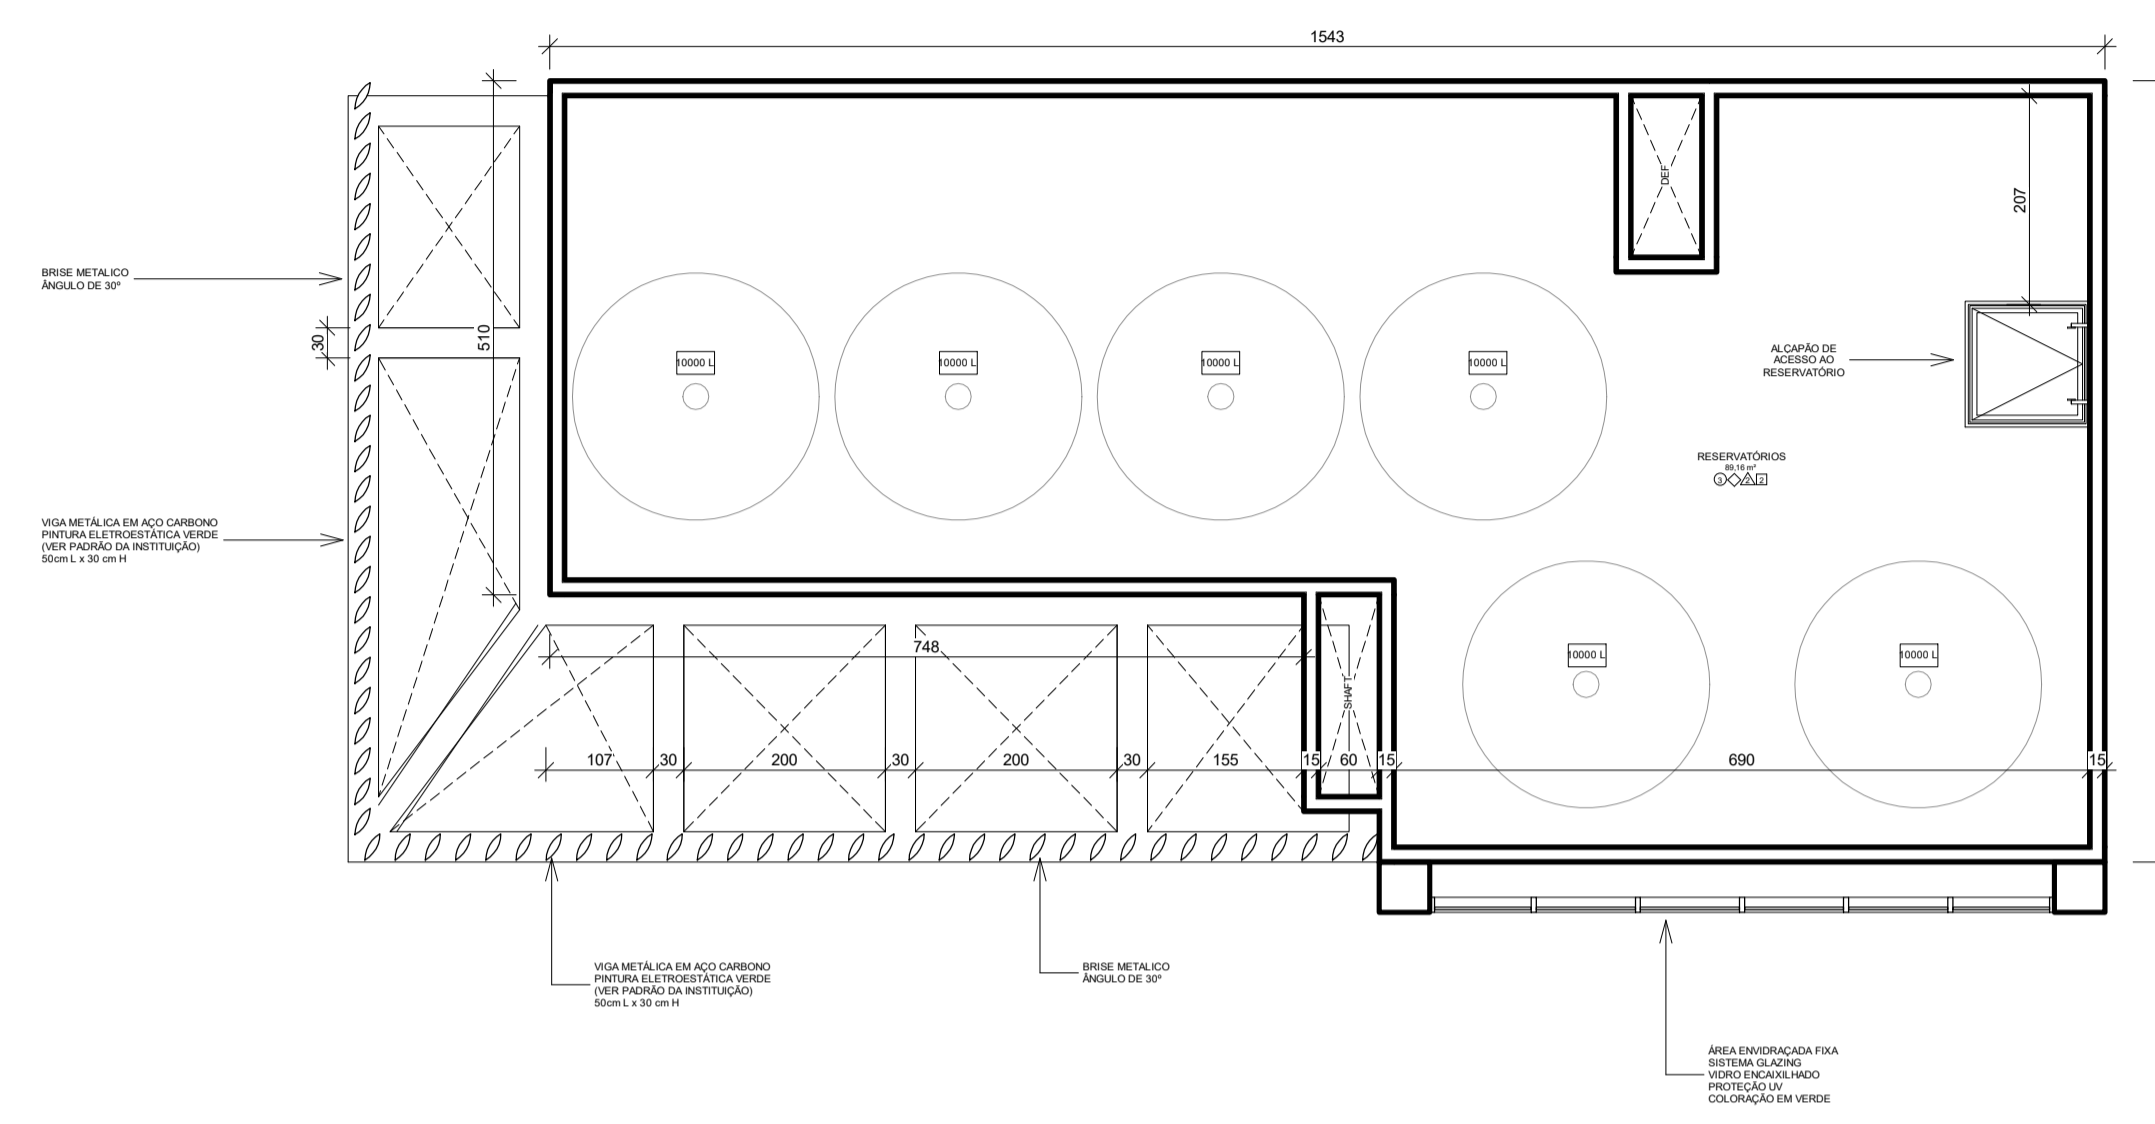 1543
DEF
207
BRISE METALICO
ÂNGULO DE 30º
30
510
10000 L
10000 L
10000 L
10000 L
ALÇAPÃO DE
ACESSO AO
RESERVATÓRIO
RESERVATÓRIOS
89,16 m²
3 2 2
VIGA METÁLICA EM AÇO CARBONO
PINTURA ELETROESTÁTICA VERDE
(VER PADRÃO DA INSTITUIÇÃO)
50cm L x 30 cm H
748
SHAFT
10000 L
10000 L
107 30 200 30 200 30 155 15 60 15 690 15
VIGA METÁLICA EM AÇO CARBONO
PINTURA ELETROESTÁTICA VERDE
(VER PADRÃO DA INSTITUIÇÃO)
50cm L x 30 cm H
BRISE METALICO
ÂNGULO DE 30º
ÁREA ENVIDRAÇADA FIXA
SISTEMA GLAZING
VIDRO ENCAIXILHADO
PROTEÇÃO UV
COLORAÇÃO EM VERDE